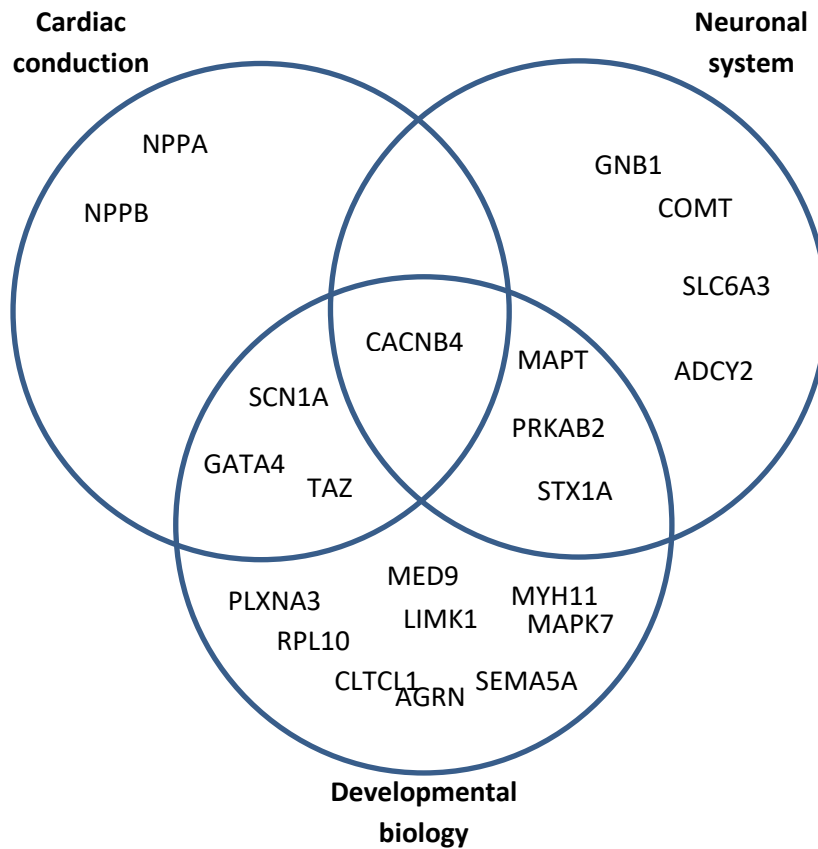 Cardiac
conduction
Neuronal
system
NPPA
NPPB
GNB1
COMT
SLC6A3
ADCY2
CACNB4
MAPT
SCN1A
PRKAB2
GATA4
TAZ
STX1A
MED9
PLXNA3
MYH11
LIMK1
MAPK7
RPL10
CLTCL1
SEMA5A
AGRN
Developmental
biology